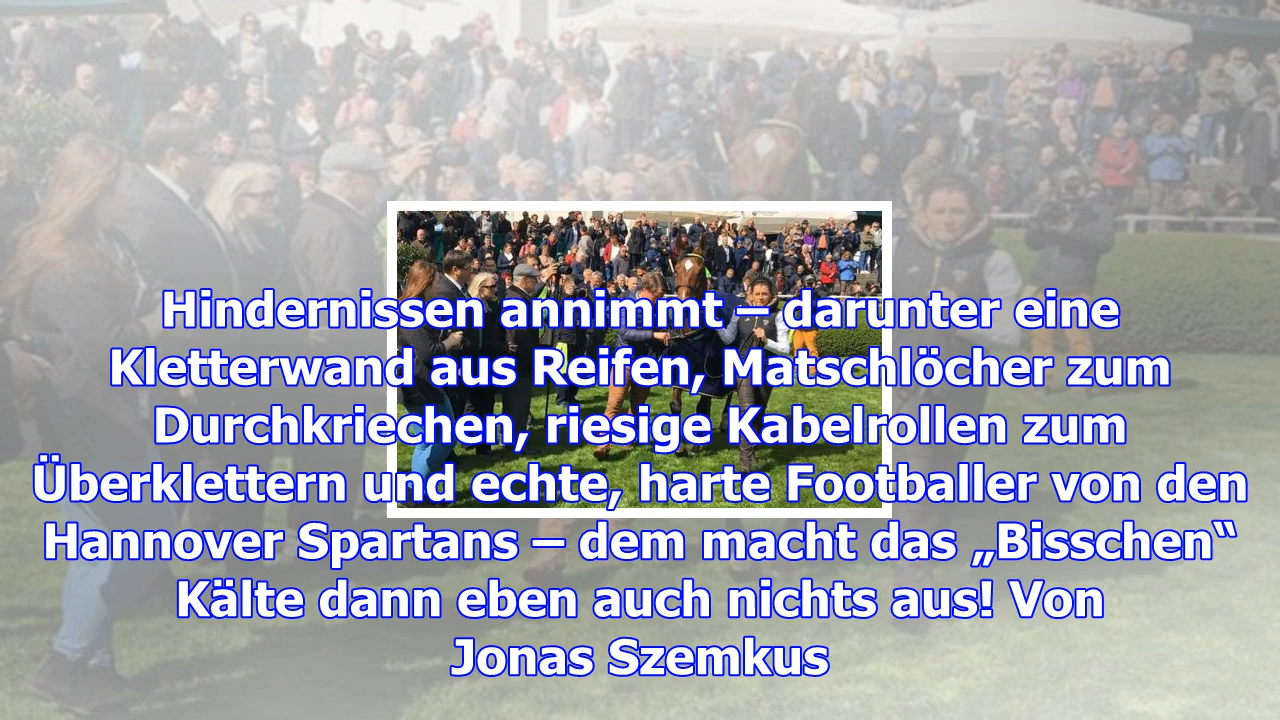 Hindernissen annimmt – darunter eine
Kletterwand aus Reifen, Matschlöcher zum
Durchkriechen, riesige Kabelrollen zum
Überklettern und echte, harte Footballer von den
Hannover Spartans – dem macht das „Bisschen“
Kälte dann eben auch nichts aus! Von
Jonas Szemkus